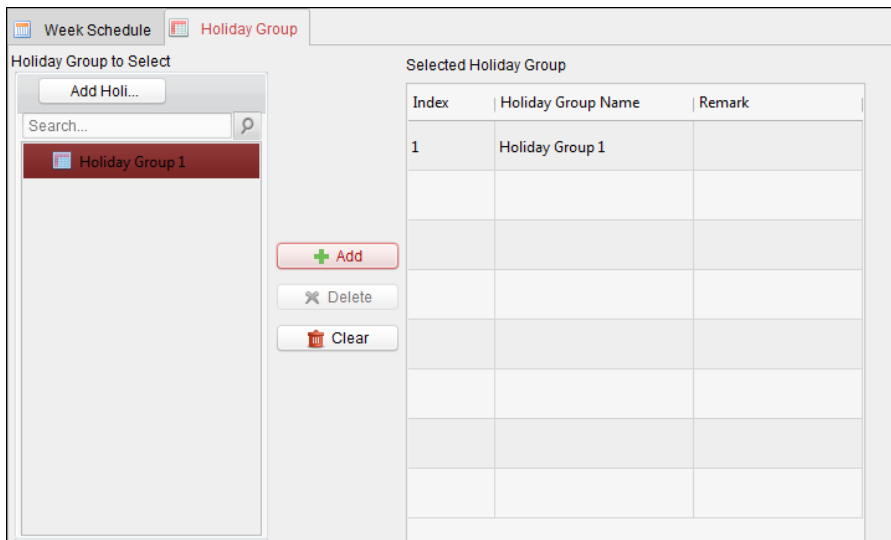 Week Schedule
Holiday Group
Holiday Group to Select
Add Holi...
Search...
Holiday Group 1
Add
Delete
Clear
Selected Holiday Group
Index Holiday Group Name Remark
1 Holiday Group 1